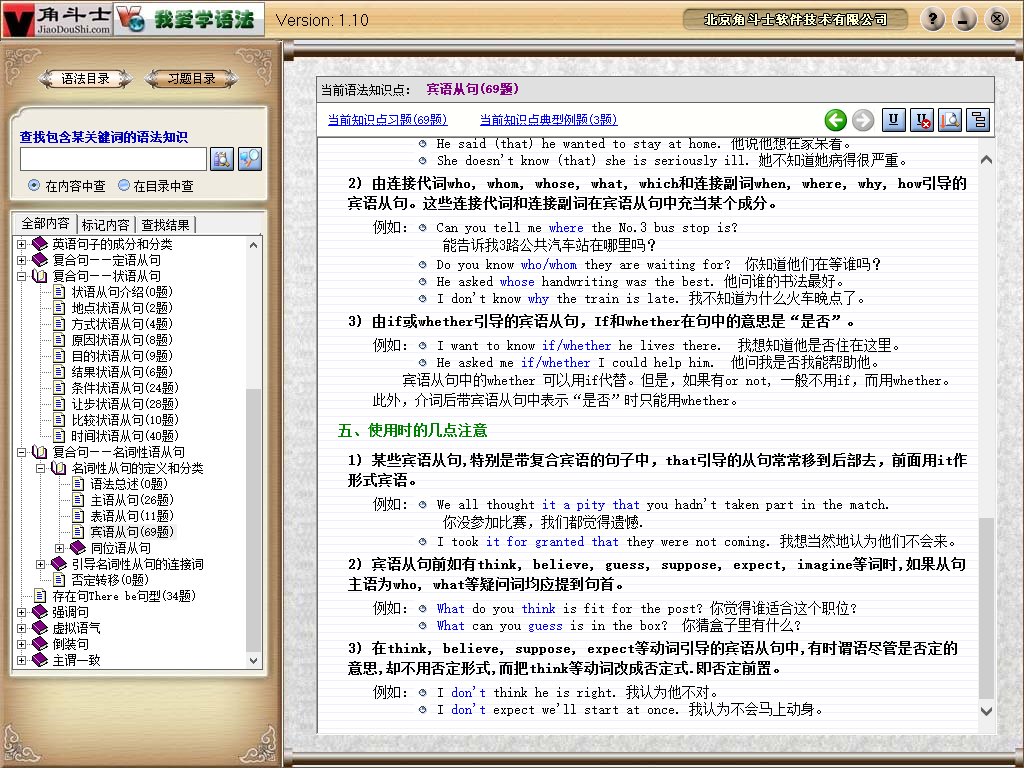 角斗士
JiaoDouShi.com
我爱学语法
Version: 1.10
北京角斗士软件技术有限公司
语法目录
习题目录
查找包含某关键词的语法知识
在内容中查
在目录中查
全部内容
标记内容
查找结果
英语句子的成分和分类
复合句——定语从句
复合句——状语从句
状语从句介绍(0题)
地点状语从句(2题)
方式状语从句(4题)
原因状语从句(8题)
目的状语从句(9题)
结果状语从句(6题)
条件状语从句(24题)
让步状语从句(28题)
比较状语从句(10题)
时间状语从句(40题)
复合句——名词性语从句
名词性从句的定义和分类
语法总述(0题)
主语从句(26题)
表语从句(11题)
宾语从句(69题)
同位语从句
引导名词性从句的连接词
否定转移(0题)
存在句There be句型(34题)
强调句
虚拟语气
倒装句
主谓一致
当前语法知识点： 宾语从句(69题)
当前知识点习题(69题)
当前知识点典型例题(3题)
He said (that) he wanted to stay at home. 他说他想在家呆着。
She doesn't know (that) she is seriously ill. 她不知道她病得很严重。
2) 由连接代词who, whom, whose, what, which和连接副词when, where, why, how引导的
宾语从句。这些连接代词和连接副词在宾语从句中充当某个成分。
例如： Can you tell me where the No.3 bus stop is?
能告诉我3路公共汽车站在哪里吗?
Do you know who/whom they are waiting for? 你知道他们在等谁吗?
He asked whose handwriting was the best. 他问谁的书法最好。
I don't know why the train is late. 我不知道为什么火车晚点了。
3) 由if或whether引导的宾语从句，If和whether在句中的意思是“是否”。
例如： I want to know if/whether he lives there. 我想知道他是否住在这里。
He asked me if/whether I could help him. 他问我是否我能帮助他。
宾语从句中的whether 可以用if代替。但是，如果有or not, 一般不用if，而用whether。
此外，介词后带宾语从句中表示“是否”时只能用whether。
五、使用时的几点注意
1) 某些宾语从句,特别是带复合宾语的句子中，that引导的从句常常移到后部去，前面用it作
形式宾语。
例如： We all thought it a pity that you hadn't taken part in the match.
你没参加比赛，我们都觉得遗憾.
I took it for granted that they were not coming. 我想当然地认为他们不会来。
2) 宾语从句前如有think, believe, guess, suppose, expect, imagine等词时,如果从句
主语为who, what等疑问词均应提到句首。
例如： What do you think is fit for the post? 你觉得谁适合这个职位?
What can you guess is in the box? 你猜盒子里有什么?
3) 在think, believe, suppose, expect等动词引导的宾语从句中,有时谓语尽管是否定的
意思,却不用否定形式,而把think等动词改成否定式.即否定前置。
例如： I don't think he is right. 我认为他不对。
I don't expect we'll start at once. 我认为不会马上动身。